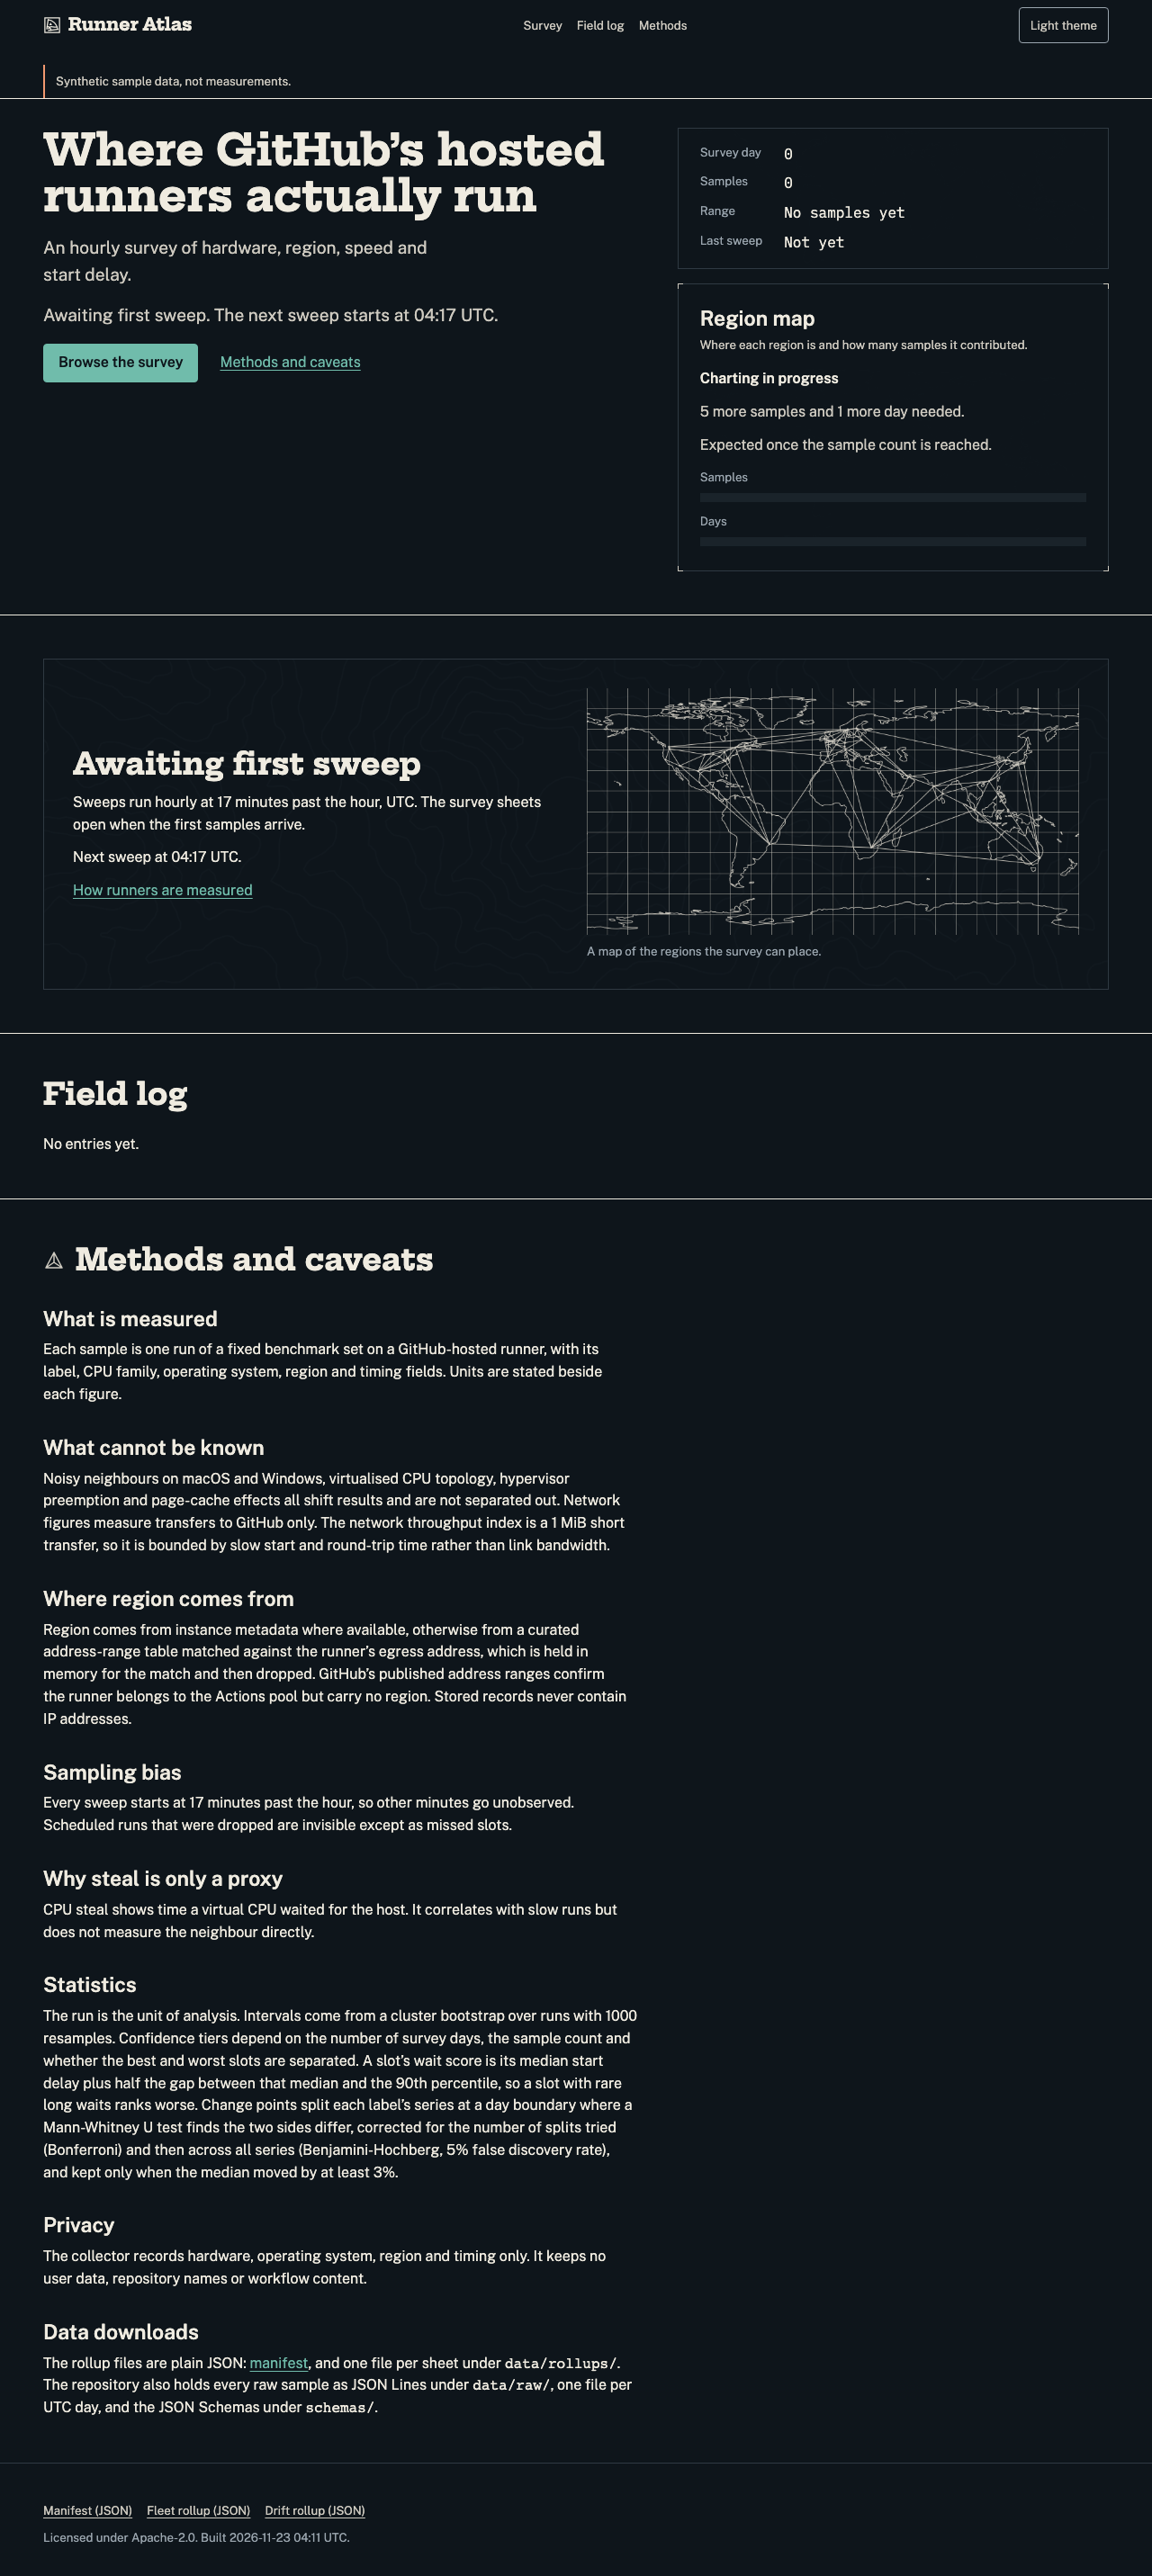 Runner Atlas
Survey Field log Methods
Light theme
Synthetic sample data, not measurements.
Where GitHub’s hosted
runners actually run
An hourly survey of hardware, region, speed and
start delay.
Awaiting first sweep. The next sweep starts at 04:17 UTC.
Browse the survey
Methods and caveats
Survey day 0
Samples 0
Range No samples yet
Last sweep Not yet
Region map
Where each region is and how many samples it contributed.
Charting in progress
5 more samples and 1 more day needed.
Expected once the sample count is reached.
Samples
Days
Awaiting first sweep
Sweeps run hourly at 17 minutes past the hour, UTC. The survey sheets
open when the first samples arrive.
Next sweep at 04:17 UTC.
How runners are measured
A map of the regions the survey can place.
Field log
No entries yet.
Methods and caveats
What is measured
Each sample is one run of a fixed benchmark set on a GitHub-hosted runner, with its
label, CPU family, operating system, region and timing fields. Units are stated beside
each figure.
What cannot be known
Noisy neighbours on macOS and Windows, virtualised CPU topology, hypervisor
preemption and page-cache effects all shift results and are not separated out. Network
figures measure transfers to GitHub only. The network throughput index is a 1 MiB short
transfer, so it is bounded by slow start and round-trip time rather than link bandwidth.
Where region comes from
Region comes from instance metadata where available, otherwise from a curated
address-range table matched against the runner’s egress address, which is held in
memory for the match and then dropped. GitHub’s published address ranges confirm
the runner belongs to the Actions pool but carry no region. Stored records never contain
IP addresses.
Sampling bias
Every sweep starts at 17 minutes past the hour, so other minutes go unobserved.
Scheduled runs that were dropped are invisible except as missed slots.
Why steal is only a proxy
CPU steal shows time a virtual CPU waited for the host. It correlates with slow runs but
does not measure the neighbour directly.
Statistics
The run is the unit of analysis. Intervals come from a cluster bootstrap over runs with 1000
resamples. Confidence tiers depend on the number of survey days, the sample count and
whether the best and worst slots are separated. A slot’s wait score is its median start
delay plus half the gap between that median and the 90th percentile, so a slot with rare
long waits ranks worse. Change points split each label’s series at a day boundary where a
Mann-Whitney U test finds the two sides differ, corrected for the number of splits tried
(Bonferroni) and then across all series (Benjamini-Hochberg, 5% false discovery rate),
and kept only when the median moved by at least 3%.
Privacy
The collector records hardware, operating system, region and timing only. It keeps no
user data, repository names or workflow content.
Data downloads
The rollup files are plain JSON: manifest, and one file per sheet under data/rollups/.
The repository also holds every raw sample as JSON Lines under data/raw/, one file per
UTC day, and the JSON Schemas under schemas/.
Manifest (JSON) Fleet rollup (JSON) Drift rollup (JSON)
Licensed under Apache-2.0. Built 2026-11-23 04:11 UTC.